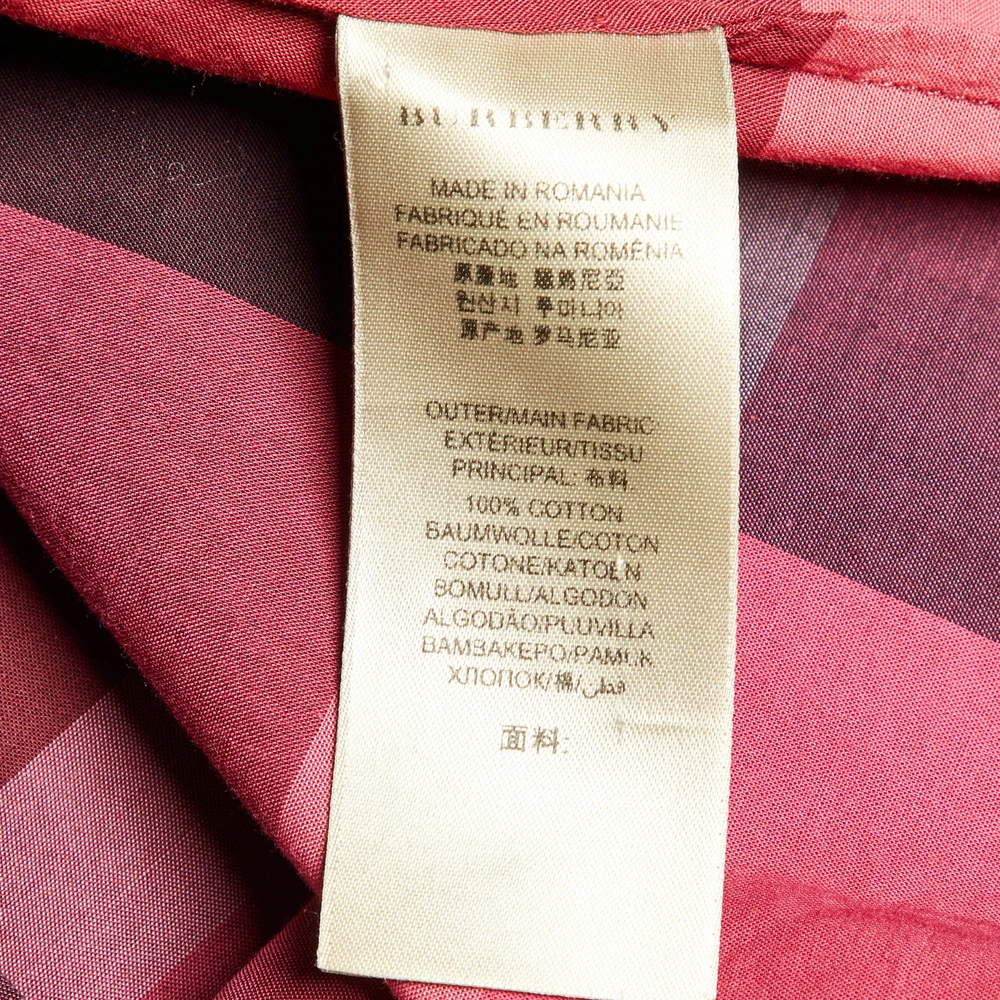 BURBERRY
MADE IN ROMANIA
FABRIQUÉ EN ROUMANIE
FABRICADO NA ROMÉNIA
原產地 羅馬尼亞
원산지 루마니아
原产地 罗马尼亚
OUTER/MAIN FABRIC
EXTÉRIEUR/TISSU
PRINCIPAL: 布料:
100% COTTON
BAUMWOLLE/COTON
COTONE/KATOEN
BOMULL/ALGODON
ALGODÃO/PUUVILLA
ΒΑΜΒΑΚΕΡΟ/PAMUK
ХЛОПОК/棉/قطن
面料: